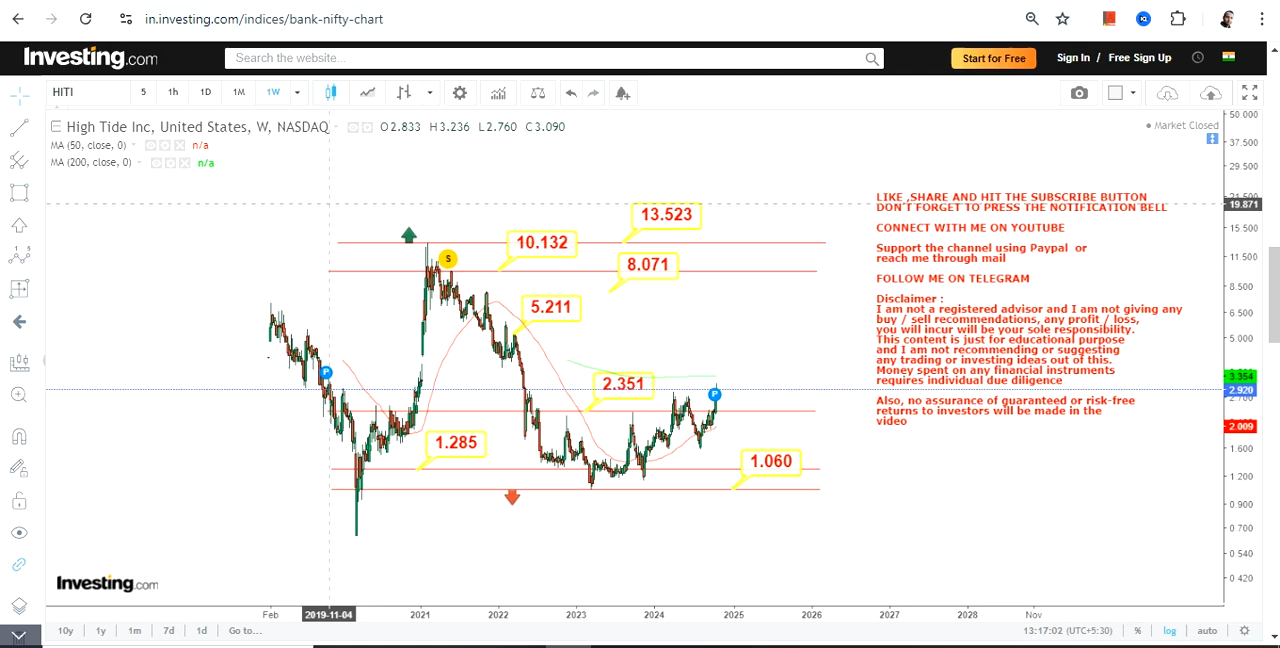 in.investing.com/indices/bank-nifty-chart
Investing.com
Search the website...
Start for Free
Sign In / Free Sign Up
HITI 5 1h 1D 1M 1W
High Tide Inc, United States, W, NASDAQ O2.833 H3.236 L2.760 C3.090
Market Closed
MA (50, close, 0) n/a
MA (200, close, 0) n/a
50.000
37.500
29.500
19.871
15.500
11.500
8.500
6.500
5.000
3.354
2.920
2.009
1.600
1.200
0.900
0.700
0.540
0.420
13.523
10.132
8.071
5.211
2.351
1.285
1.060
S
P
P
LIKE ,SHARE AND HIT THE SUBSCRIBE BUTTON
DON'T FORGET TO PRESS THE NOTIFICATION BELL
CONNECT WITH ME ON YOUTUBE
Support the channel using Paypal or
reach me through mail
FOLLOW ME ON TELEGRAM
Disclaimer :
I am not a registered advisor and I am not giving any
buy / sell recommendations, any profit / loss,
you will incur will be your sole responsibility.
This content is just for educational purpose
and I am not recommending or suggesting
any trading or investing ideas out of this.
Money spent on any financial instruments
requires individual due diligence
Also, no assurance of guaranteed or risk-free
returns to investors will be made in the
video
Investing.com
Feb 2019-11-04 2021 2022 2023 2024 2025 2026 2027 2028 Nov
10y 1y 1m 7d 1d Go to...
13:17:02 (UTC+5:30) % log auto